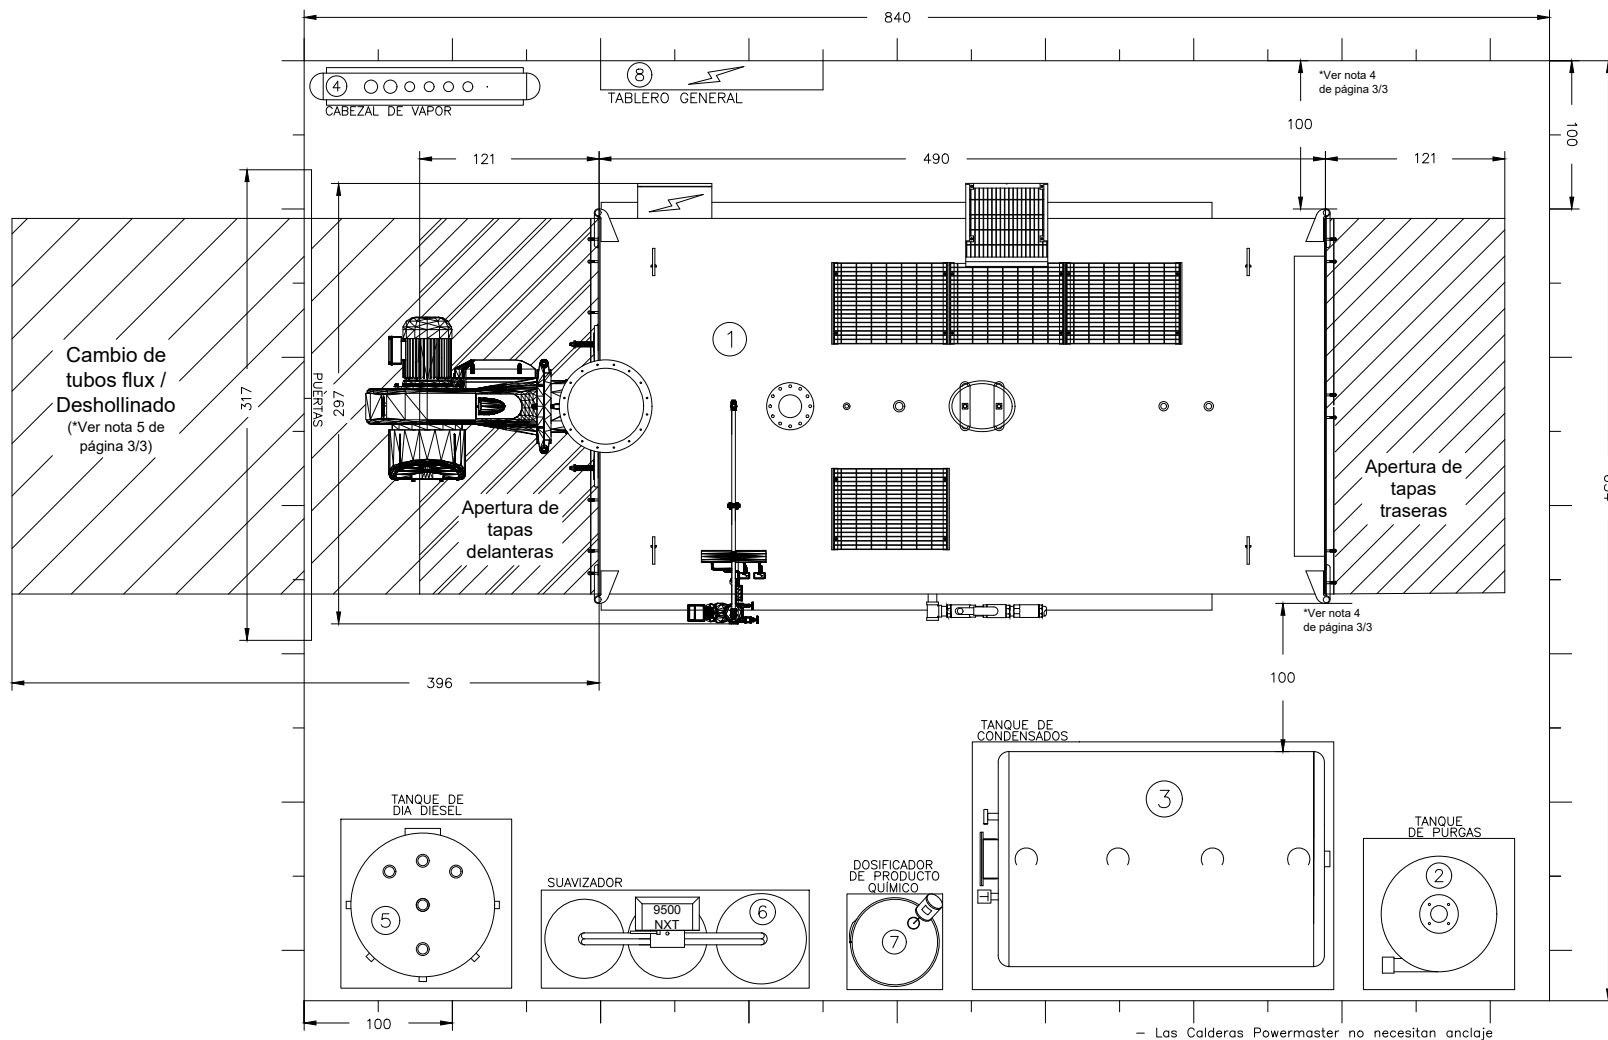 840
4
CABEZAL DE VAPOR
8
TABLERO GENERAL
*Ver nota 4
de página 3/3
100
100
121
490
121
Cambio de
tubos flux /
Deshollinado
(*Ver nota 5 de
página 3/3)
317
PUERTAS
297
1
Apertura de
tapas
delanteras
Apertura de
tapas
traseras
*Ver nota 4
de página 3/3
396
100
TANQUE DE
CONDENSADOS
3
TANQUE DE
DIA DIESEL
5
SUAVIZADOR
9500
NXT
6
DOSIFICADOR
DE PRODUCTO
QUÍMICO
7
TANQUE
DE PURGAS
2
100
– Las Calderas Powermaster no necesitan anclaje